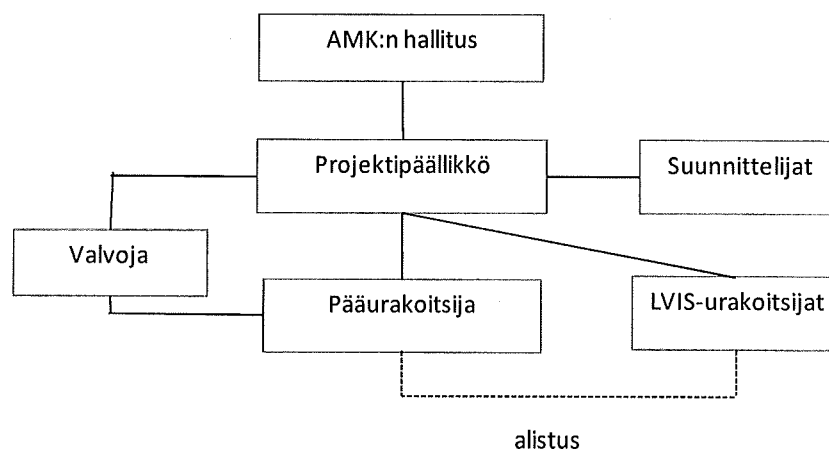 AMK:n hallitus
Projektipäällikkö
Suunnittelijat
Valvoja
Pääurakoitsija
LVIS-urakoitsijat
alistus